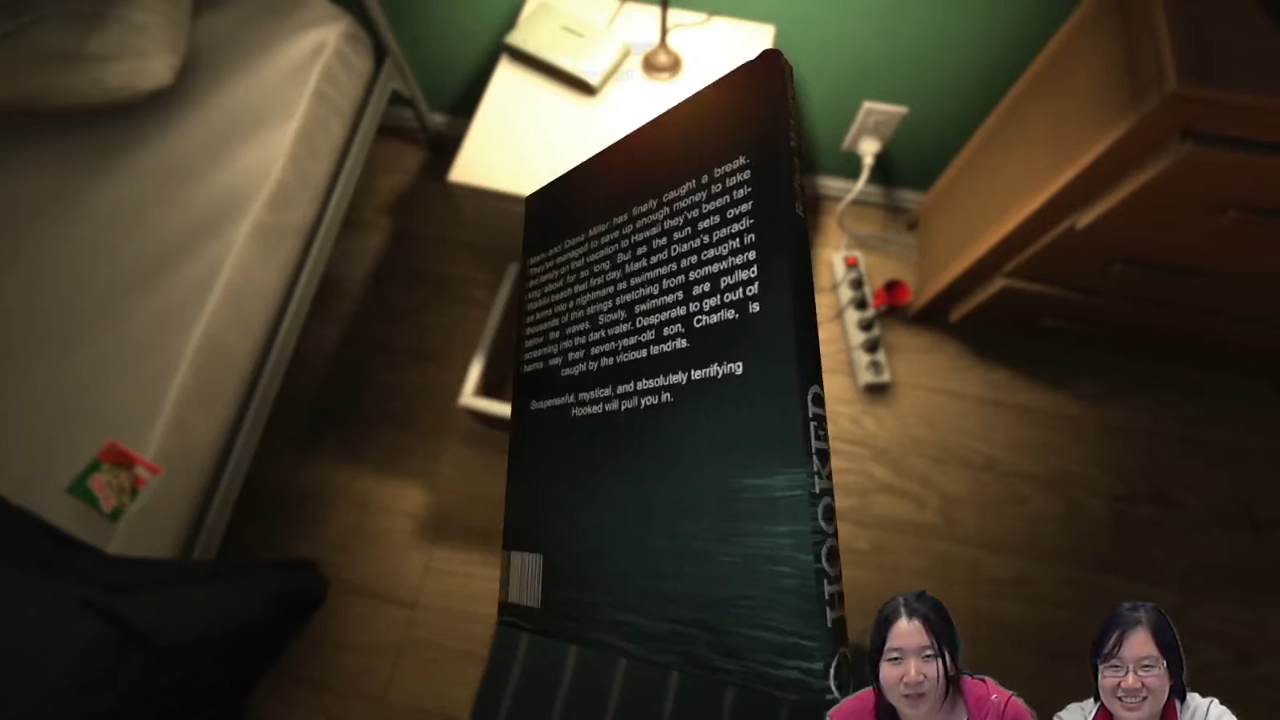 Mark and Diana Miller has finally caught a break.
They've managed to save up enough money to take
their family on that vacation to Hawaii they've been tal-
king about for so long. But as the sun sets over
Waikiki beach that first day, Mark and Diana's paradi-
se turns into a nightmare as swimmers are caught in
thousands of thin strings stretching from somewhere
below the waves. Slowly, swimmers are pulled
screaming into the dark water. Desperate to get out of
harms way their seven-year-old son, Charlie, is
caught by the vicious tendrils.
Suspenseful, mystical, and absolutely terrifying
Hooked will pull you in.
HOOKED